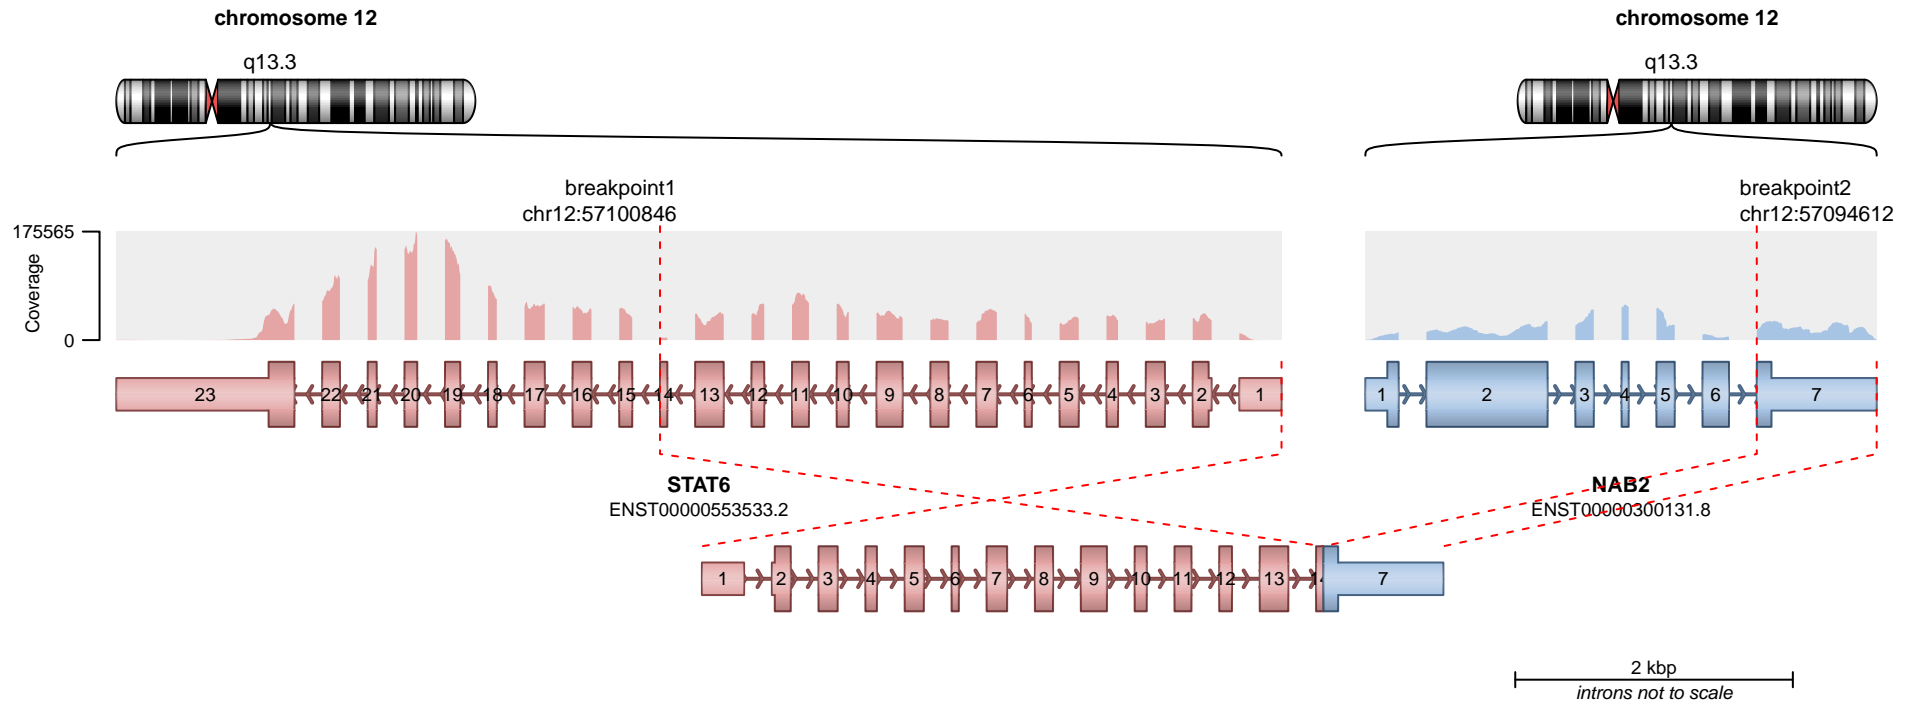 chromosome 12
chromosome 12
q13.3
q13.3
breakpoint1
chr12:57100846
breakpoint2
chr12:57094612
175565
Coverage
0
23 22 21 20 19 18 17 16 15 14 13 12 11 10 9 8 7 6 5 4 3 2 1
1 2 3 4 5 6 7
STAT6
ENST00000553533.2
NAB2
ENST00000300131.8
1 2 3 4 5 6 7 8 9 10 11 12 13 14 7
2 kbp
introns not to scale